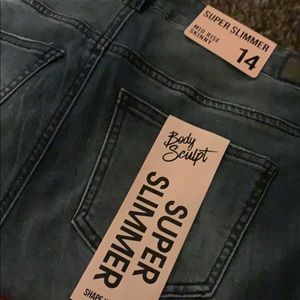 SUPER SLIMMER
MID RISE
SKINNY
14
Body
Sculpt
SUPER
SLIMMER